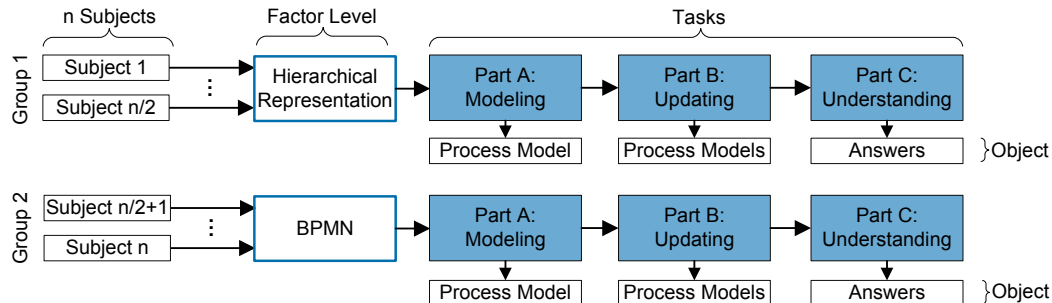 n Subjects
Factor Level
Tasks
Group 1
Subject 1
Subject n/2
Hierarchical
Representation
Part A:
Modeling
Part B:
Updating
Part C:
Understanding
Process Model
Process Models
Answers
Object
Group 2
Subject n/2+1
Subject n
BPMN
Part A:
Modeling
Part B:
Updating
Part C:
Understanding
Process Model
Process Models
Answers
Object